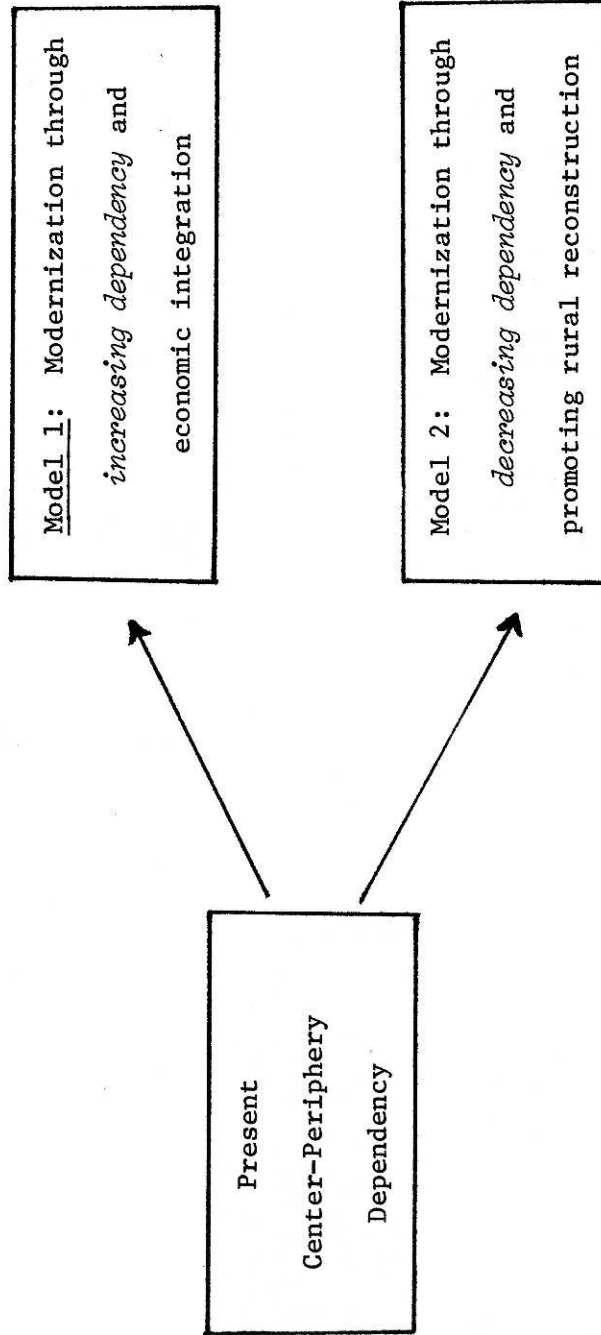 Present
Center-Periphery
Dependency
Model 1: Modernization through
increasing dependency and
economic integration
Model 2: Modernization through
decreasing dependency and
promoting rural reconstruction